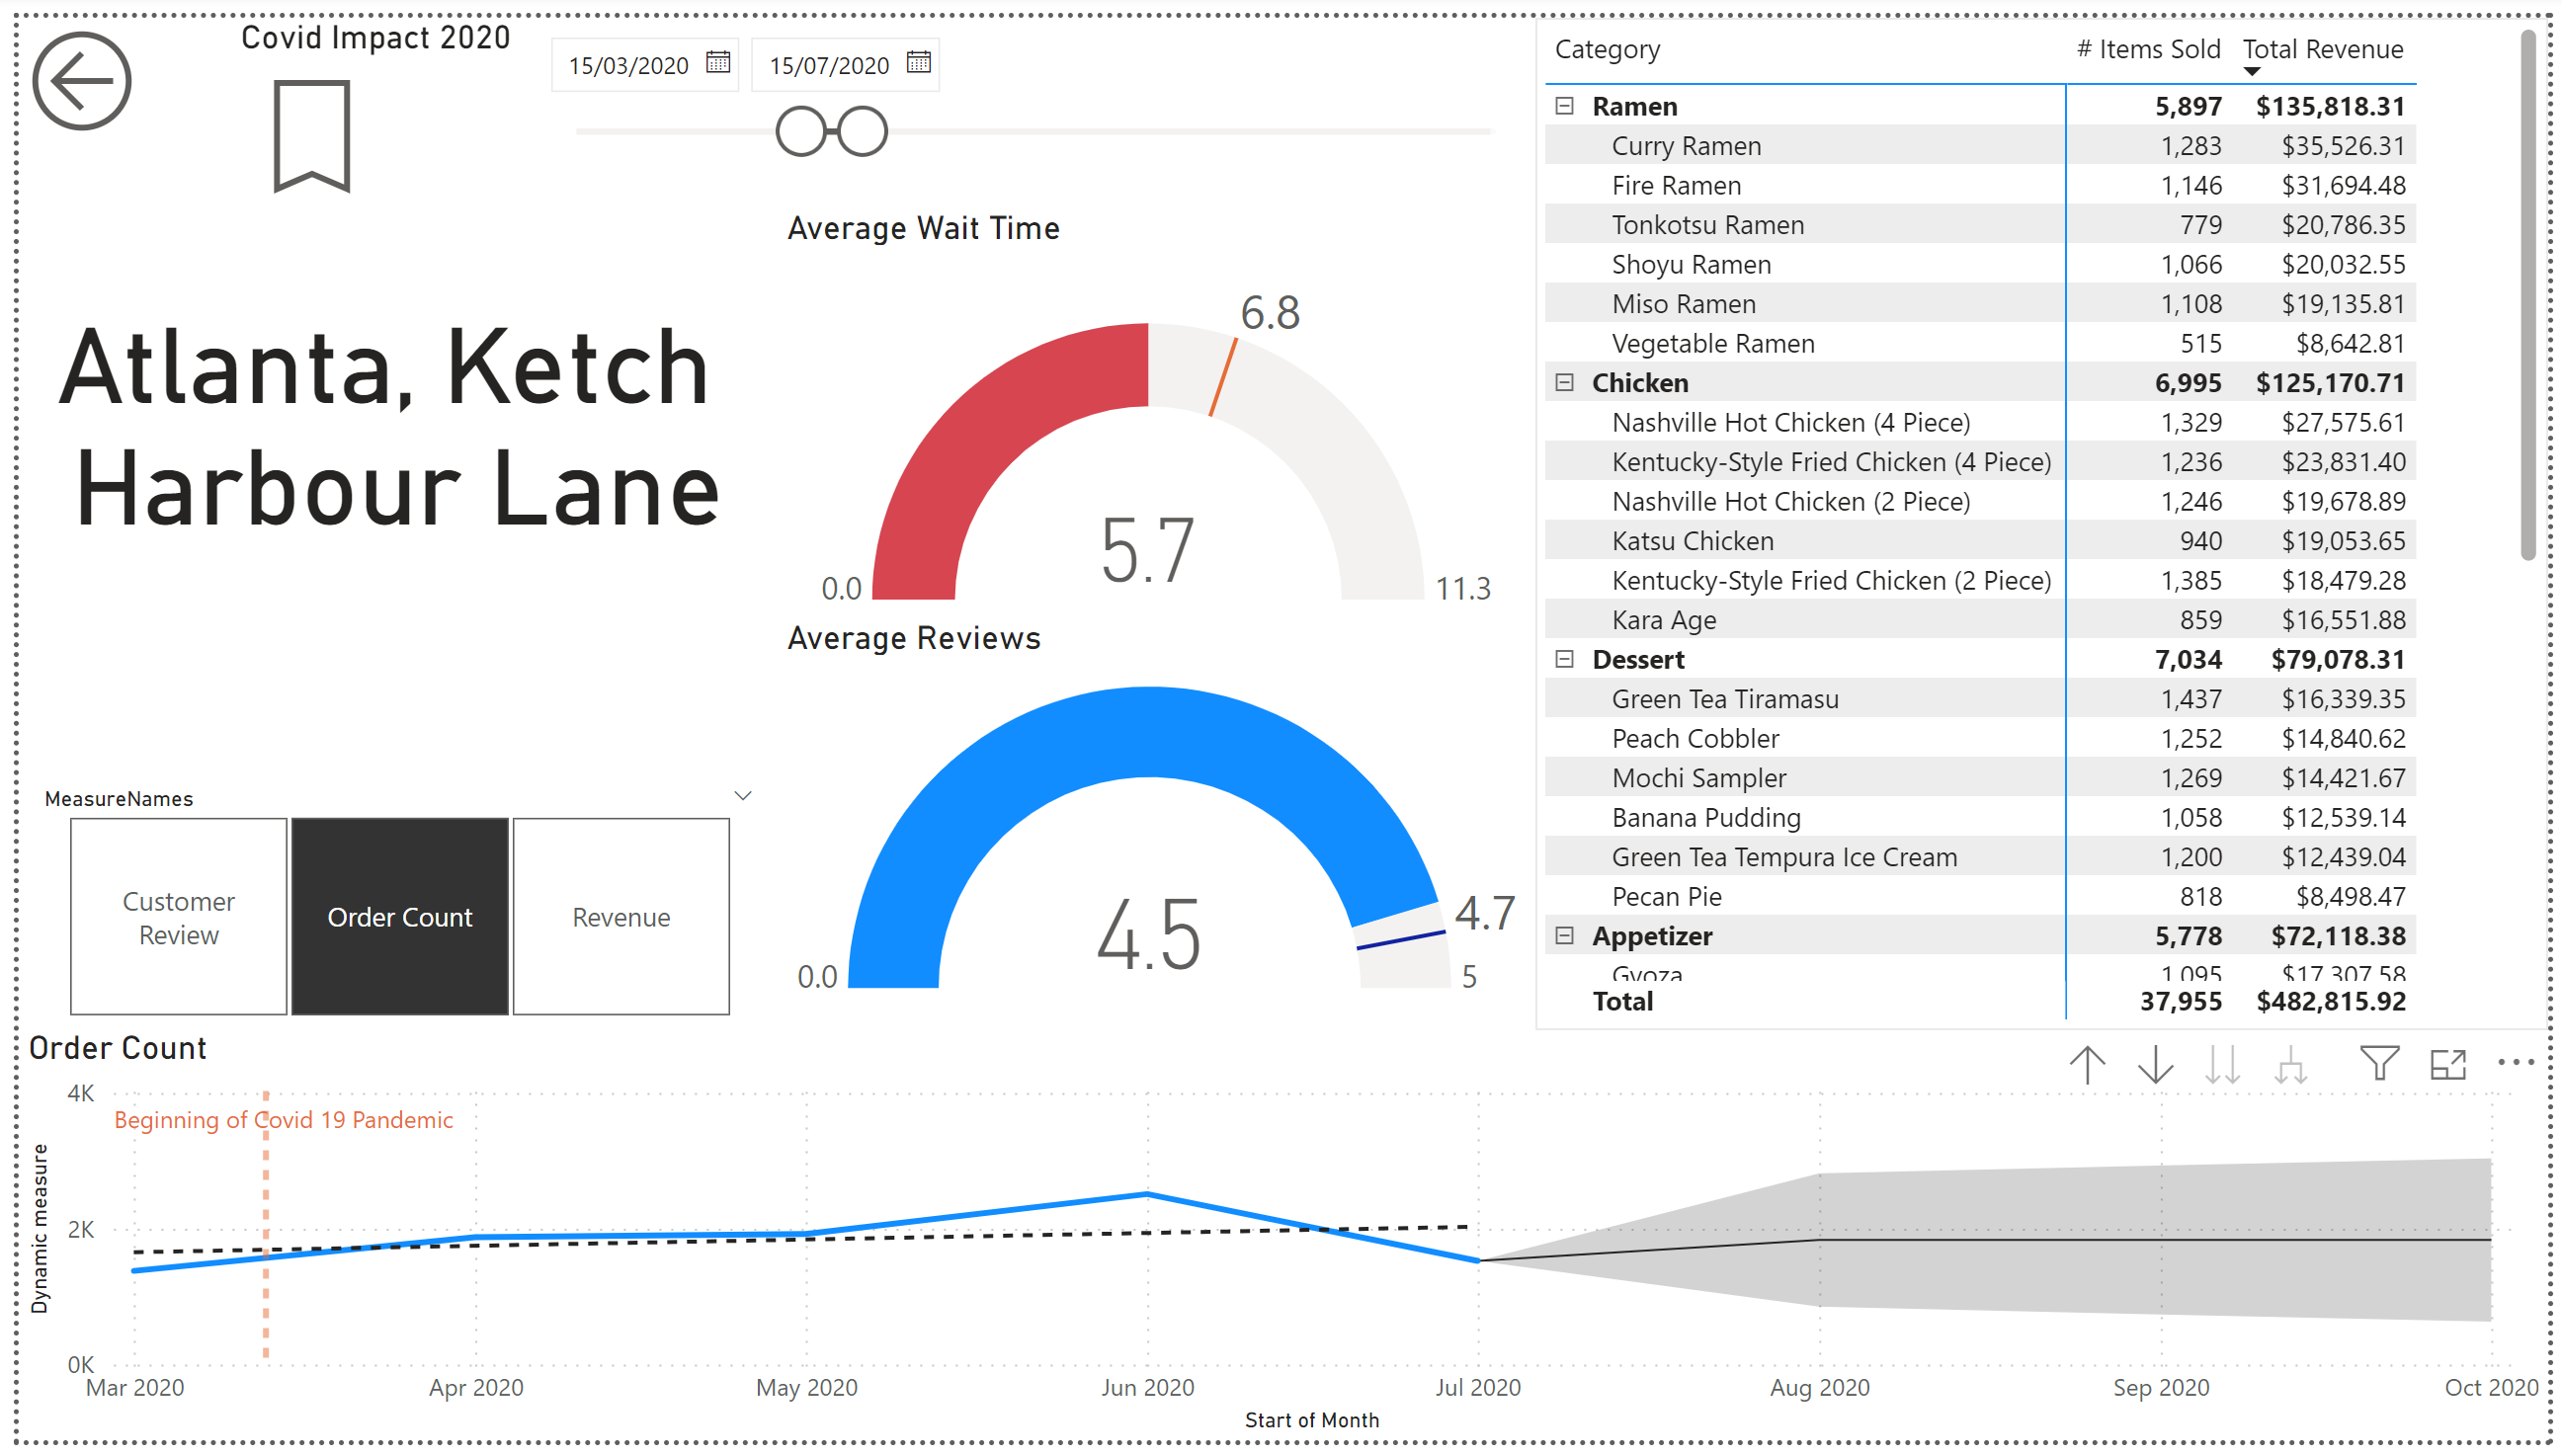 Covid Impact 2020
15/03/2020 15/07/2020
Atlanta, Ketch
Harbour Lane
Average Wait Time
6.8
5.7
0.0 11.3
Average Reviews
4.7
4.5
0.0 5
MeasureNames
Customer
Review
Order Count
Revenue
Category # Items Sold Total Revenue
Ramen 5,897 $135,818.31
Curry Ramen 1,283 $35,526.31
Fire Ramen 1,146 $31,694.48
Tonkotsu Ramen 779 $20,786.35
Shoyu Ramen 1,066 $20,032.55
Miso Ramen 1,108 $19,135.81
Vegetable Ramen 515 $8,642.81
Chicken 6,995 $125,170.71
Nashville Hot Chicken (4 Piece) 1,329 $27,575.61
Kentucky-Style Fried Chicken (4 Piece) 1,236 $23,831.40
Nashville Hot Chicken (2 Piece) 1,246 $19,678.89
Katsu Chicken 940 $19,053.65
Kentucky-Style Fried Chicken (2 Piece) 1,385 $18,479.28
Kara Age 859 $16,551.88
Dessert 7,034 $79,078.31
Green Tea Tiramasu 1,437 $16,339.35
Peach Cobbler 1,252 $14,840.62
Mochi Sampler 1,269 $14,421.67
Banana Pudding 1,058 $12,539.14
Green Tea Tempura Ice Cream 1,200 $12,439.04
Pecan Pie 818 $8,498.47
Appetizer 5,778 $72,118.38
Gyoza 1,095 $17,307.58
Total 37,955 $482,815.92
Order Count
Dynamic measure
4K
2K
0K
Beginning of Covid 19 Pandemic
Mar 2020 Apr 2020 May 2020 Jun 2020 Jul 2020 Aug 2020 Sep 2020 Oct 2020
Start of Month